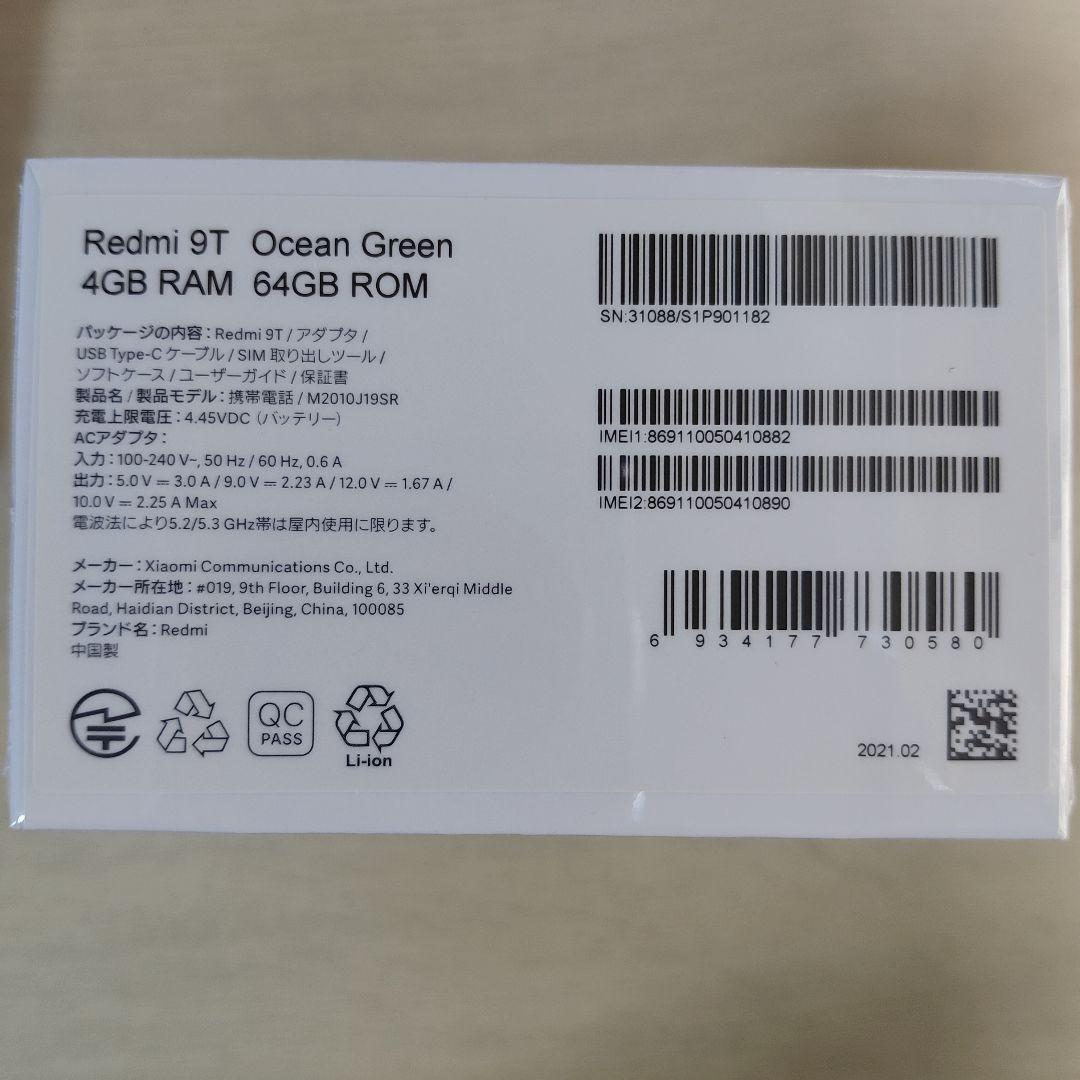 Redmi 9T Ocean Green
4GB RAM 64GB ROM
パッケージの内容：Redmi 9T / アダプタ /
USB Type-C ケーブル / SIM 取り出しツール /
ソフトケース / ユーザーガイド / 保証書
製品名 / 製品モデル：携帯電話 / M2010J19SR
充電上限電圧：4.45VDC（バッテリー）
ACアダプタ：
入力：100-240 V~, 50 Hz / 60 Hz, 0.6 A
出力：5.0 V ⎓ 3.0 A / 9.0 V ⎓ 2.23 A / 12.0 V ⎓ 1.67 A /
10.0 V ⎓ 2.25 A Max
電波法により5.2/5.3 GHz帯は屋内使用に限ります。
メーカー：Xiaomi Communications Co., Ltd.
メーカー所在地：#019, 9th Floor, Building 6, 33 Xi'erqi Middle
Road, Haidian District, Beijing, China, 100085
ブランド名：Redmi
中国製
QC
PASS
Li-ion
SN:31088/S1P901182
IMEI1:869110050410882
IMEI2:869110050410890
6 934177 730580
2021.02